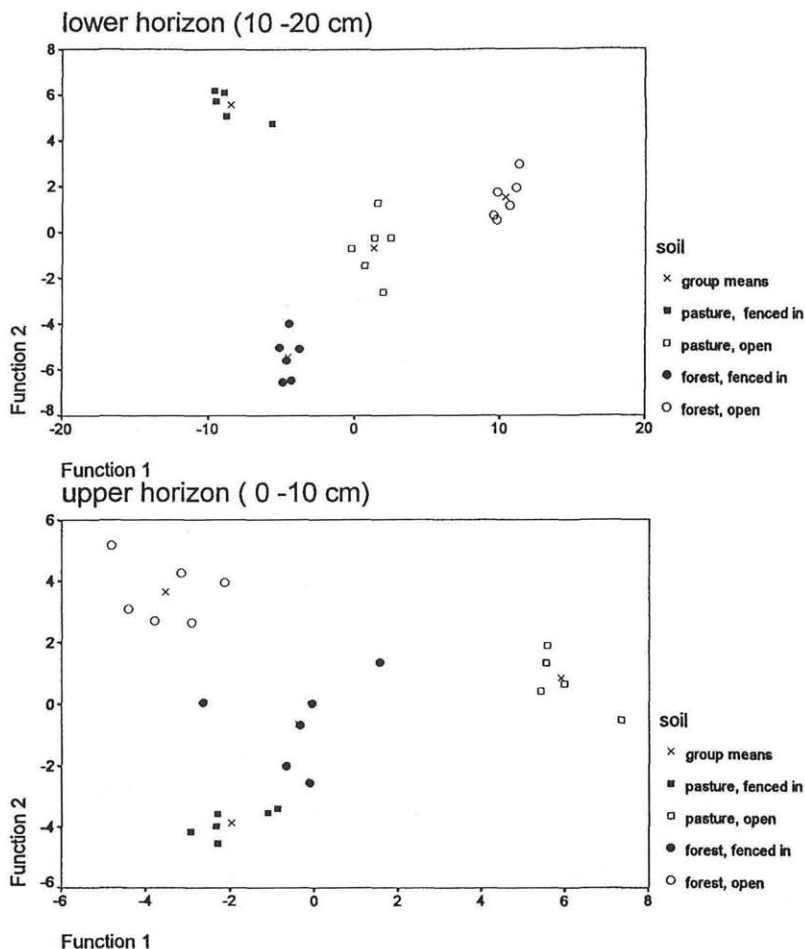 lower horizon (10 -20 cm)
8
6
4
2
0
-2
-4
-6
-8
Function 2
-20
-10
0
10
20
Function 1
soil
group means
pasture, fenced in
pasture, open
forest, fenced in
forest, open
upper horizon ( 0 -10 cm)
6
4
2
0
-2
-4
-6
Function 2
-6
-4
-2
0
2
4
6
8
Function 1
soil
group means
pasture, fenced in
pasture, open
forest, fenced in
forest, open